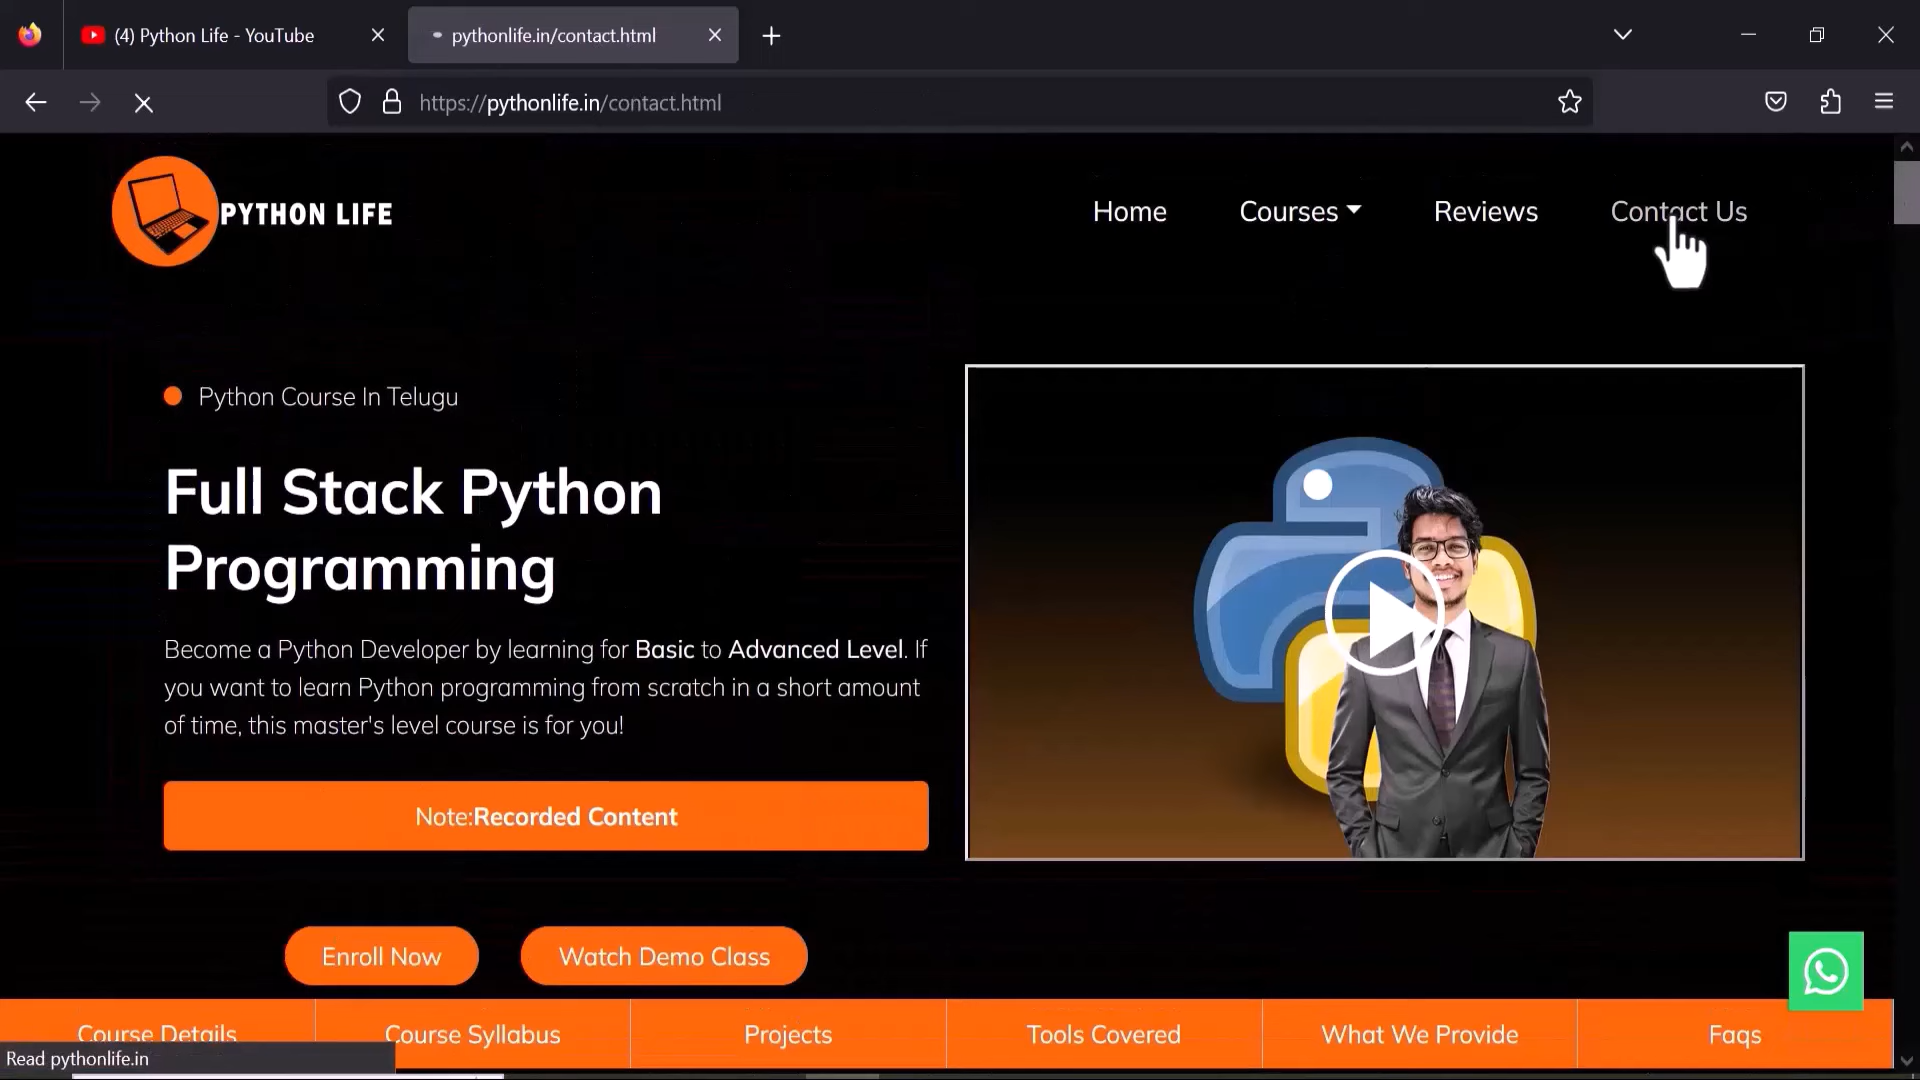 (4) Python Life - YouTube
pythonlife.in/contact.html
https://pythonlife.in/contact.html
PYTHON LIFE
Home
Courses
Reviews
Contact Us
Python Course In Telugu
Full Stack Python
Programming
Become a Python Developer by learning for Basic to Advanced Level. If
you want to learn Python programming from scratch in a short amount
of time, this master's level course is for you!
Note:Recorded Content
Enroll Now
Watch Demo Class
Course Details
Course Syllabus
Projects
Tools Covered
What We Provide
Faqs
Read pythonlife.in